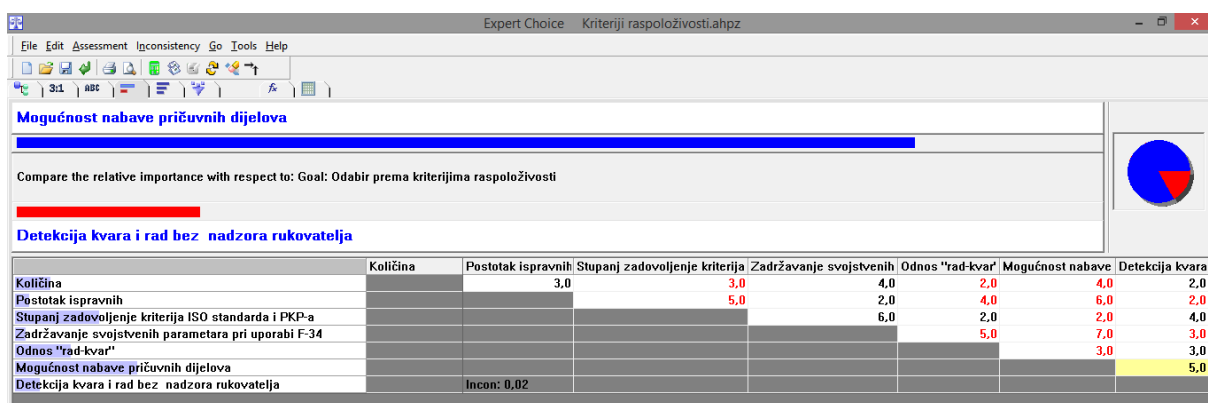 Expert Choice Kriteriji raspoloživosti.ahpz
File Edit Assessment Inconsistency Go Tools Help
3:1 ABC fx
Mogućnost nabave pričuvnih dijelova
Compare the relative importance with respect to: Goal: Odabir prema kriterijima raspoloživosti
Detekcija kvara i rad bez nadzora rukovatelja
Količina Postotak ispravnih Stupanj zadovoljenje kriterija Zadržavanje svojstvenih Odnos "rad-kvar" Mogućnost nabave Detekcija kvara
Količina 3,0 3,0 4,0 2,0 4,0 2,0
Postotak ispravnih 5,0 2,0 4,0 6,0 2,0
Stupanj zadovoljenje kriterija ISO standarda i PKP-a 6,0 2,0 2,0 4,0
Zadržavanje svojstvenih parametara pri uporabi F-34 5,0 7,0 3,0
Odnos "rad-kvar" 3,0 3,0
Mogućnost nabave pričuvnih dijelova 5,0
Detekcija kvara i rad bez nadzora rukovatelja Incon: 0,02